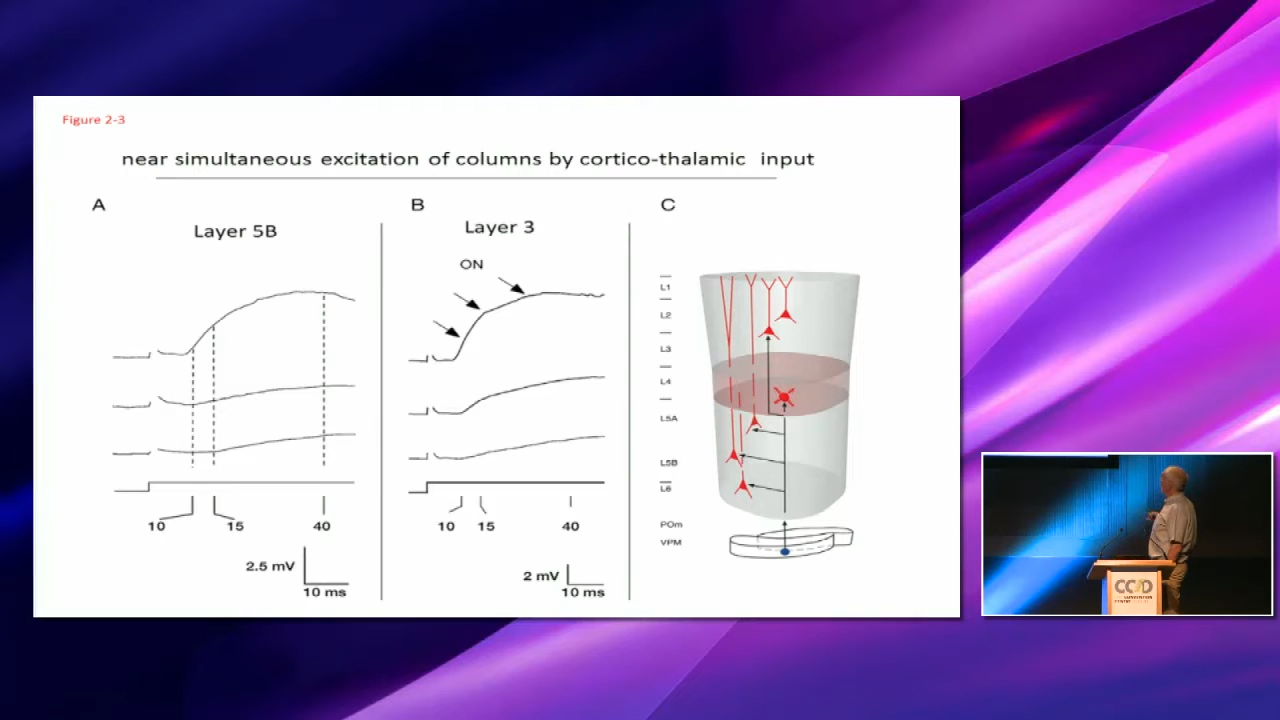 Figure 2-3
near simultaneous excitation of columns by cortico-thalamic input
A
Layer 5B
10
15
40
2.5 mV
10 ms
B
Layer 3
ON
10
15
40
2 mV
10 ms
C
L1
L2
L3
L4
L5A
L5B
L6
POm
VPM
CC D
CONVENTION